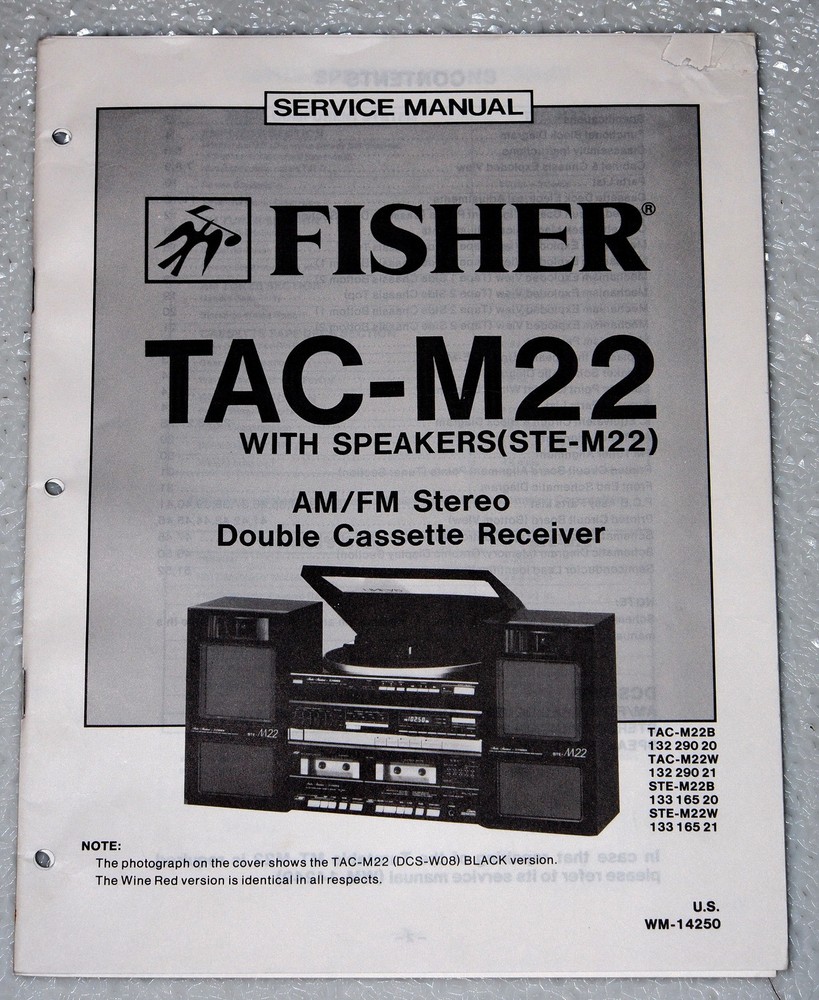 SERVICE MANUAL
FISHER®
TAC-M22
WITH SPEAKERS(STE-M22)
AM/FM Stereo
Double Cassette Receiver
M22
M22
TAC-M22B
132 290 20
TAC-M22W
132 290 21
STE-M22B
133 165 20
STE-M22W
133 165 21
NOTE:
The photograph on the cover shows the TAC-M22 (DCS-W08) BLACK version.
The Wine Red version is identical in all respects.
U.S.
WM-14250